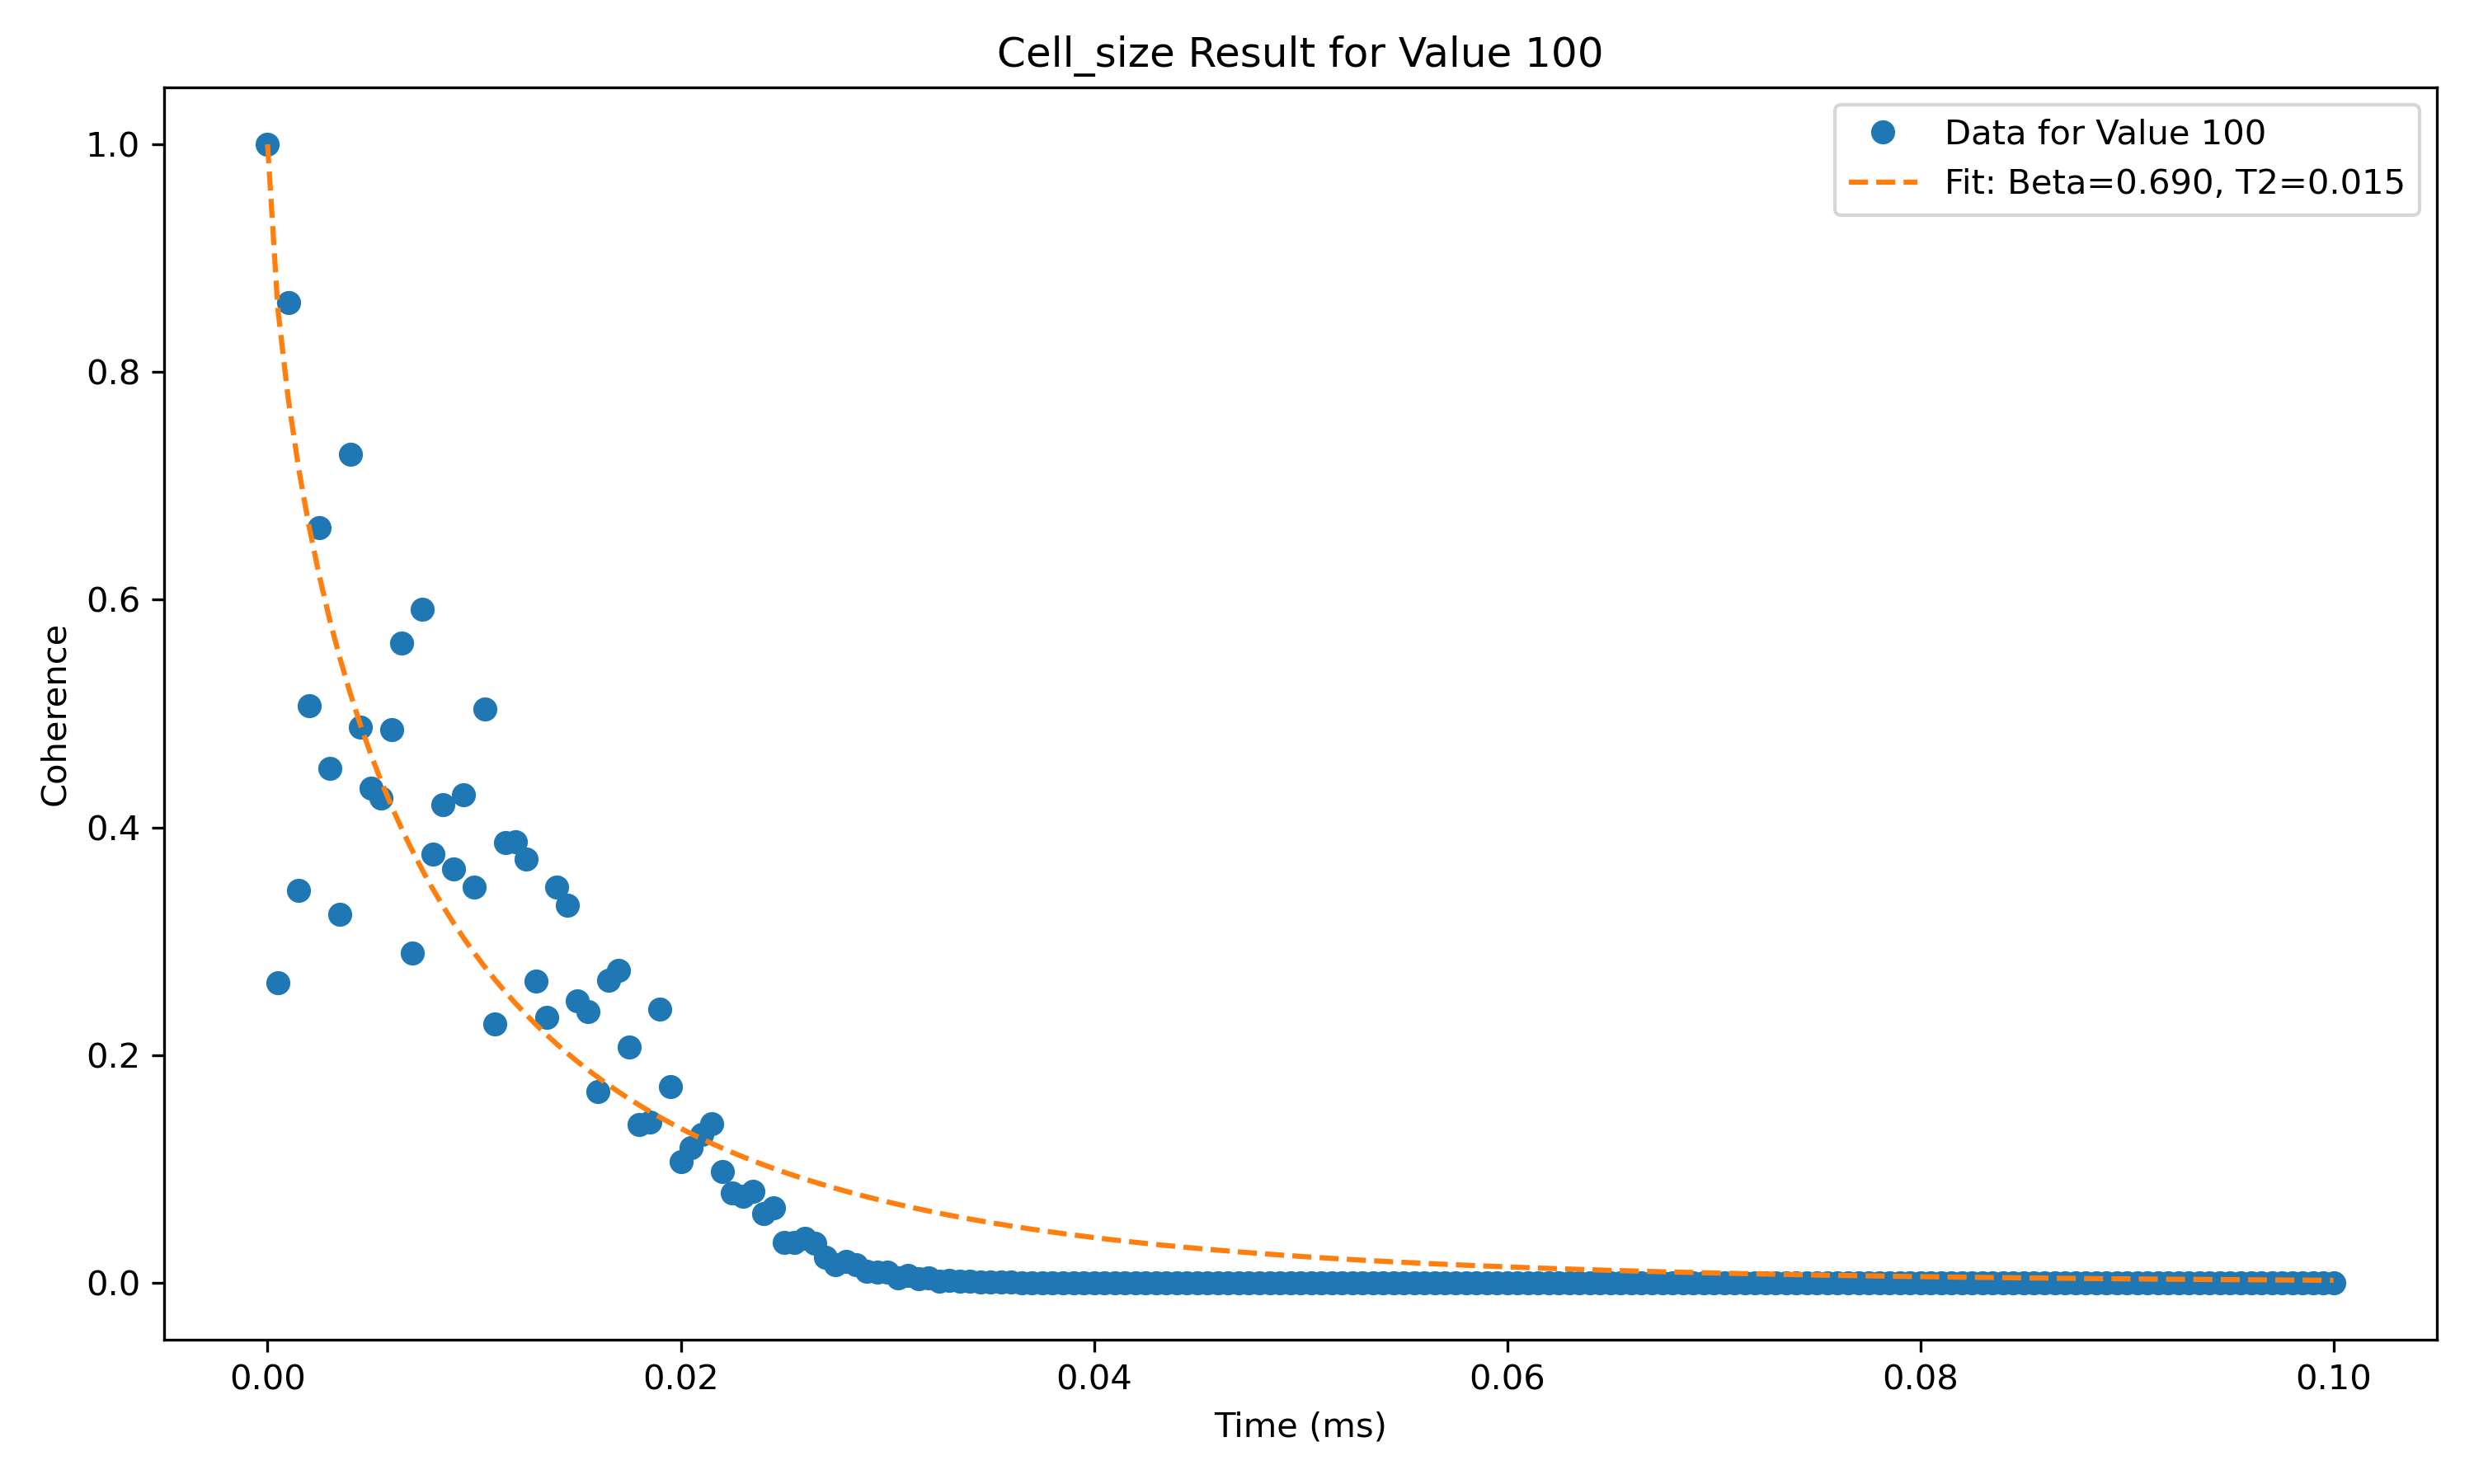 Cell_size Result for Value 100
Data for Value 100
Fit: Beta=0.690, T2=0.015
Coherence
1.0
0.8
0.6
0.4
0.2
0.0
0.00 0.02 0.04 0.06 0.08 0.10
Time (ms)